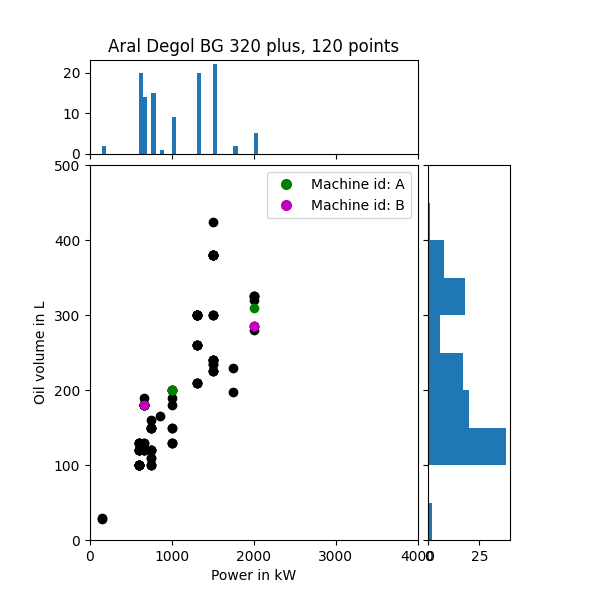 Aral Degol BG 320 plus, 120 points
20
10
0
500
400
300
200
100
0
Oil volume in L
Machine id: A
Machine id: B
0 1000 2000 3000 4000
0 25
Power in kW